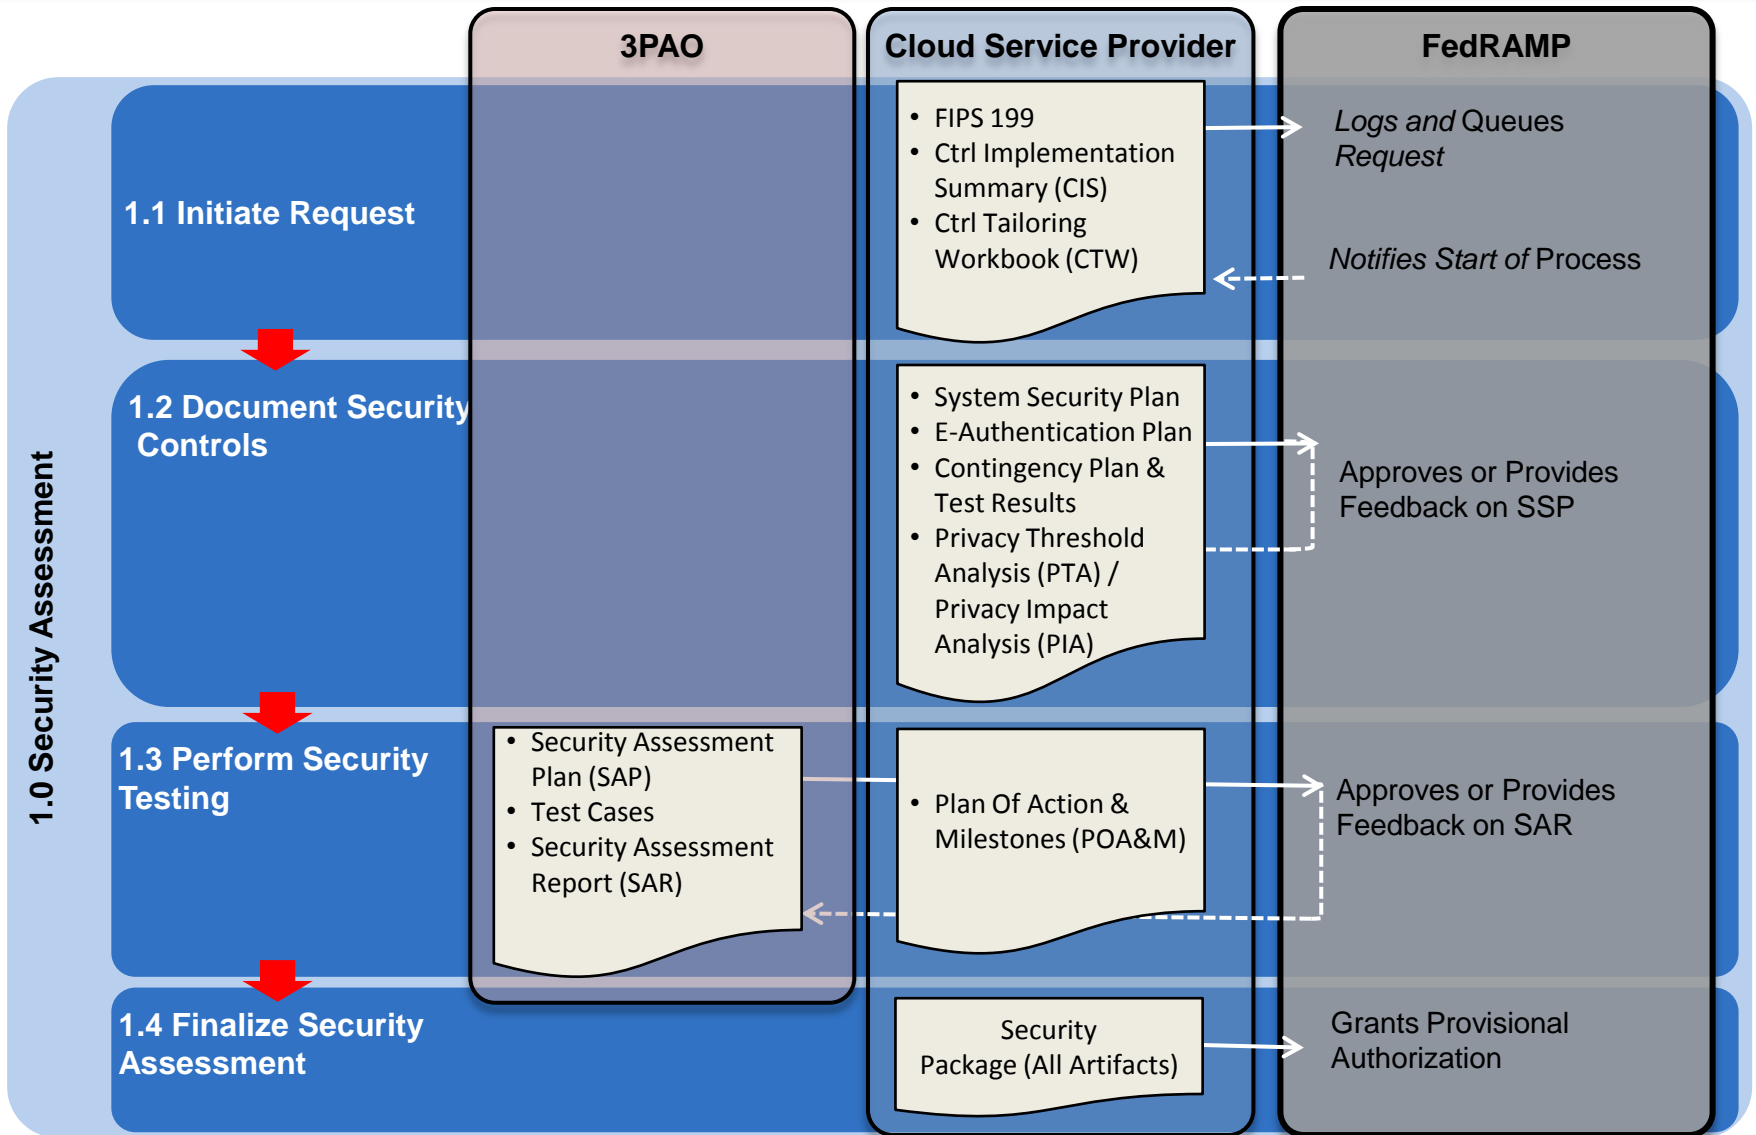 3PAO
Cloud Service Provider
FedRAMP
1.0 Security Assessment
1.1 Initiate Request
• FIPS 199
• Ctrl Implementation
Summary (CIS)
• Ctrl Tailoring
Workbook (CTW)
Logs and Queues
Request
Notifies Start of Process
1.2 Document Security
Controls
• System Security Plan
• E-Authentication Plan
• Contingency Plan &
Test Results
• Privacy Threshold
Analysis (PTA) /
Privacy Impact
Analysis (PIA)
Approves or Provides
Feedback on SSP
1.3 Perform Security
Testing
• Security Assessment
Plan (SAP)
• Test Cases
• Security Assessment
Report (SAR)
• Plan Of Action &
Milestones (POA&M)
Approves or Provides
Feedback on SAR
1.4 Finalize Security
Assessment
Security
Package (All Artifacts)
Grants Provisional
Authorization